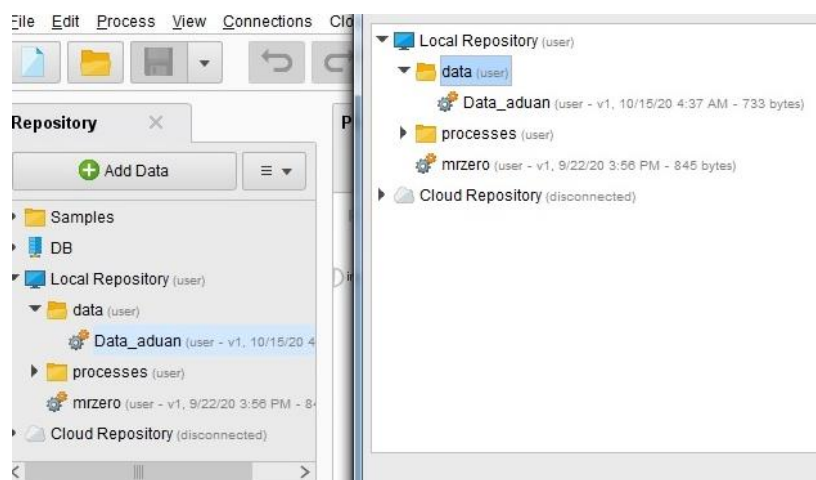 File Edit Process View Connections
Repository
Add Data
Samples
DB
Local Repository (user)
data (user)
Data_aduan (user - v1, 10/15/20 4
processes (user)
mrzero (user - v1, 9/22/20 3:56 PM - 8
Cloud Repository (disconnected)
P
Local Repository (user)
data (user)
Data_aduan (user - v1, 10/15/20 4:37 AM - 733 bytes)
processes (user)
mrzero (user - v1, 9/22/20 3:56 PM - 845 bytes)
Cloud Repository (disconnected)